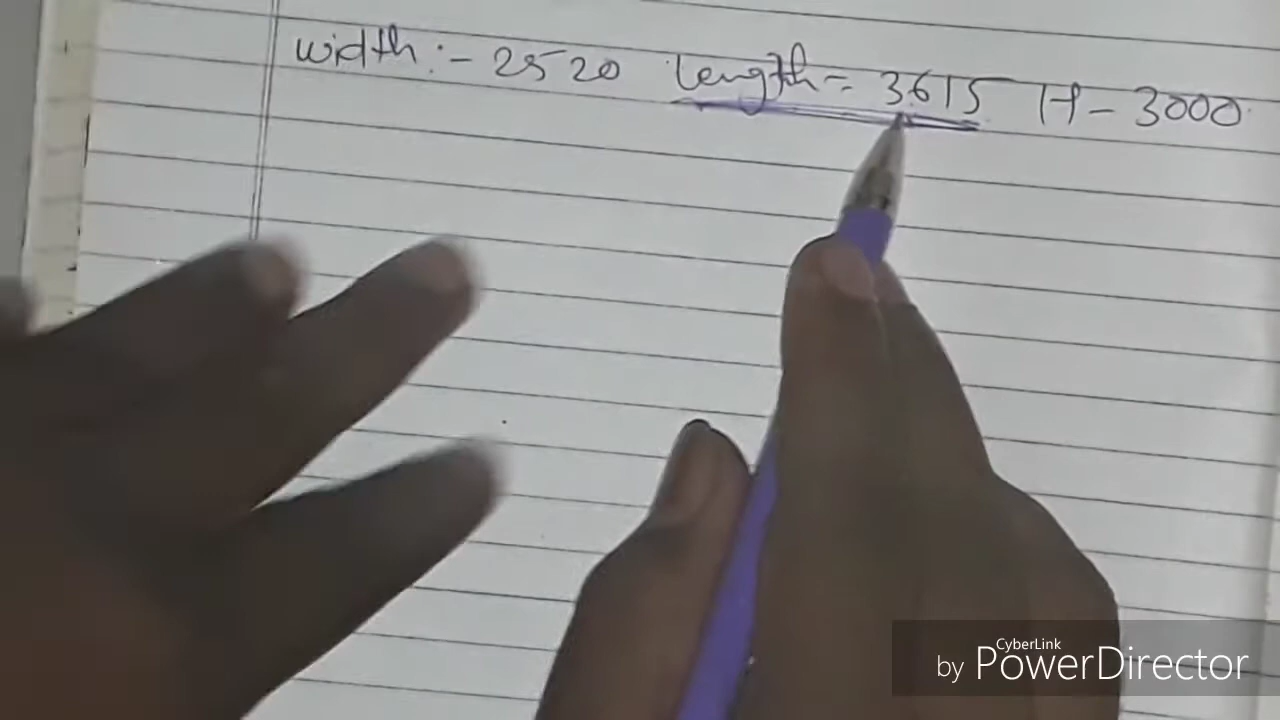 width :- 2520 length = 3615 H - 3000
CyberLink
by PowerDirector